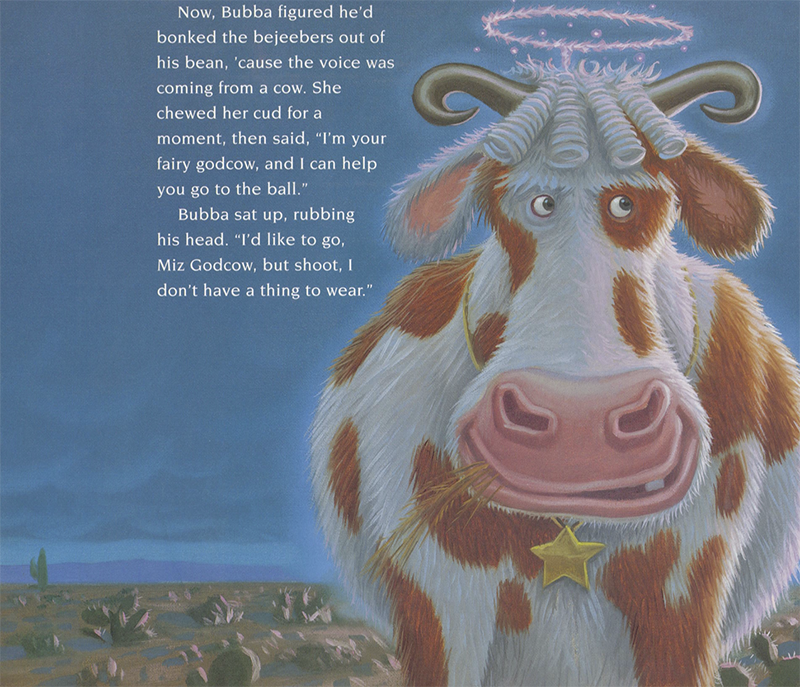 Now, Bubba figured he’d
bonked the bejeebers out of
his bean, ’cause the voice was
coming from a cow. She
chewed her cud for a
moment, then said, “I’m your
fairy godcow, and I can help
you go to the ball.”
Bubba sat up, rubbing
his head. “I’d like to go,
Miz Godcow, but shoot, I
don’t have a thing to wear.”